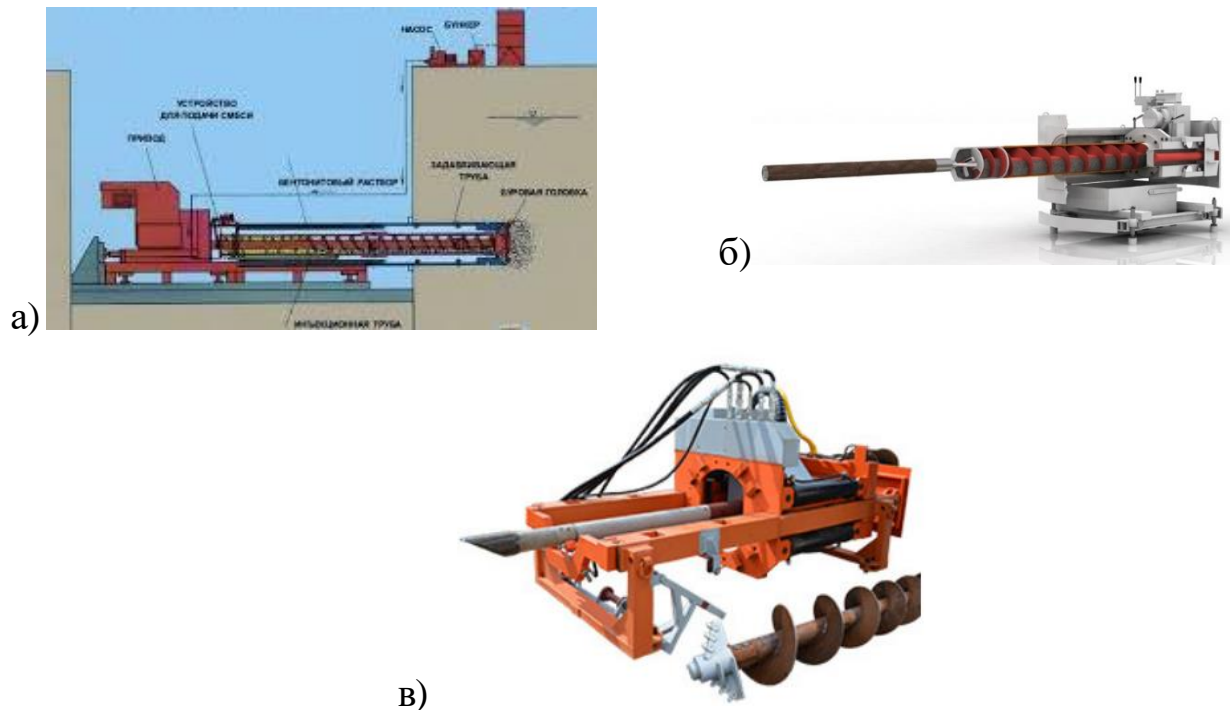 НАСОС
БУНКЕР
УСТРОЙСТВО
ДЛЯ ПОДАЧИ СМЕСИ
ПРИВОД
ЗАДАВЛИВАЮЩАЯ
ТРУБА
БЕНТОНИТОВЫЙ РАСТВОР
БУРОВАЯ ГОЛОВКА
ИНЪЕКЦИОННАЯ ТРУБА
а)
б)
в)